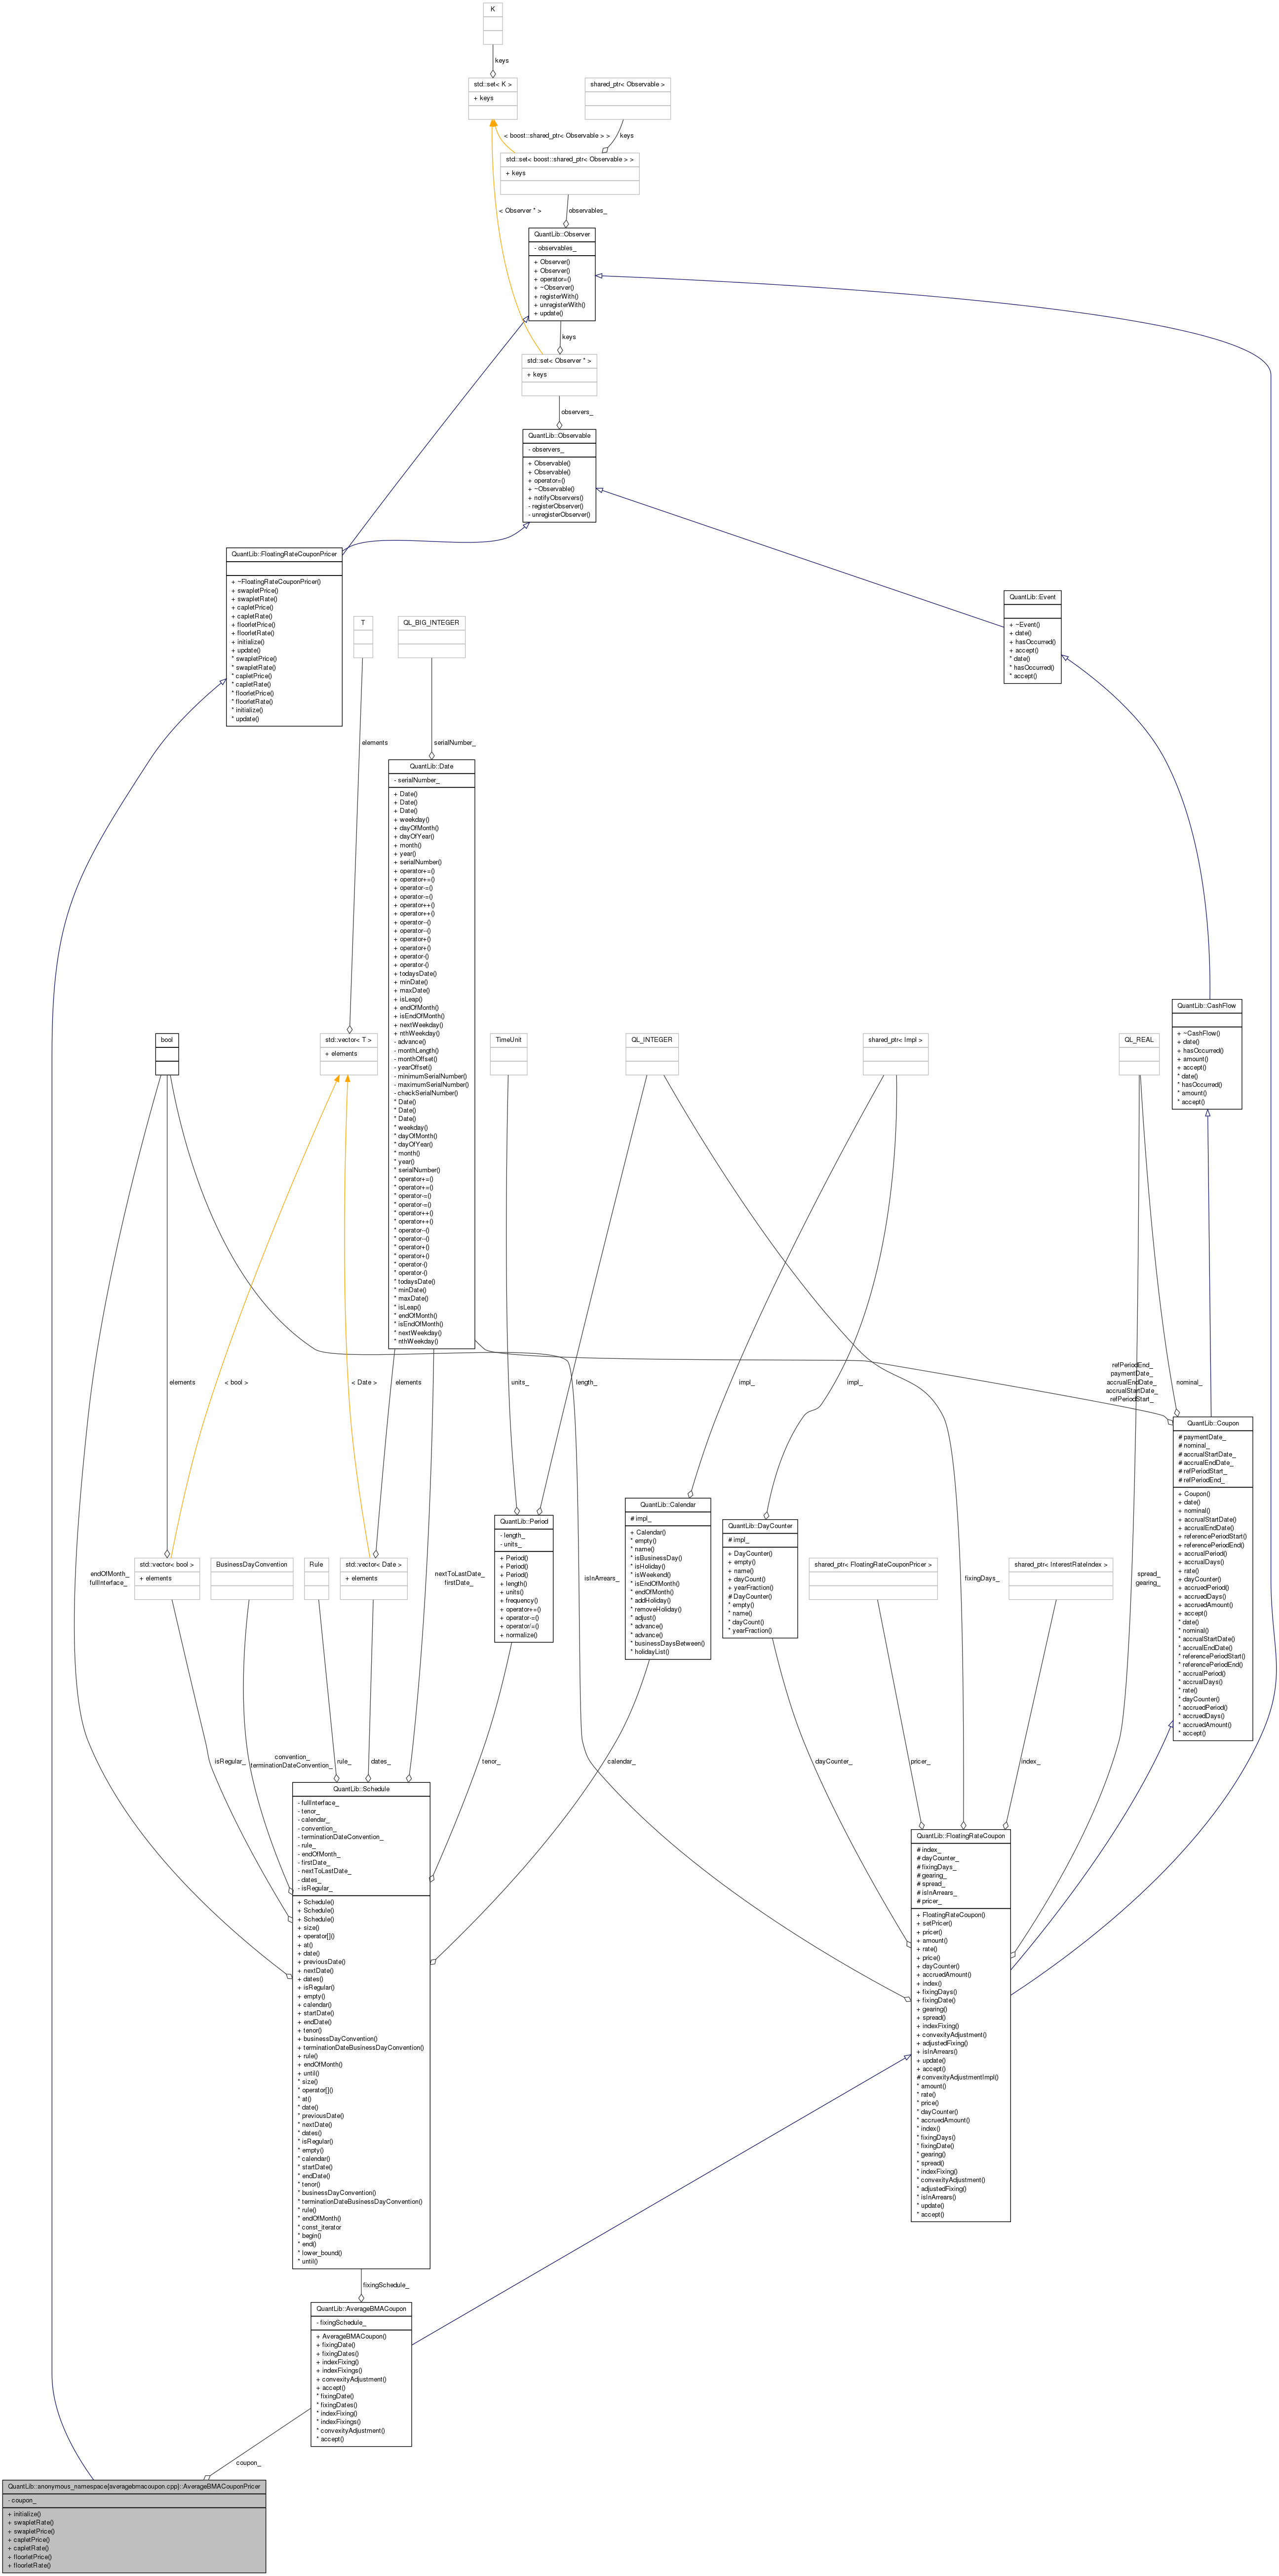 K
keys
std::set< K >
+ keys
shared_ptr< Observable >
< boost::shared_ptr< Observable > >
keys
std::set< boost::shared_ptr< Observable > >
+ keys
< Observer * >
observables_
QuantLib::Observer
- observables_
+ Observer()
+ Observer()
+ operator=()
+ ~Observer()
+ registerWith()
+ unregisterWith()
+ update()
keys
std::set< Observer * >
+ keys
observers_
QuantLib::Observable
- observers_
+ Observable()
+ Observable()
+ operator=()
+ ~Observable()
+ notifyObservers()
- registerObserver()
- unregisterObserver()
QuantLib::FloatingRateCouponPricer
+ ~FloatingRateCouponPricer()
+ swapletPrice()
+ swapletRate()
+ capletPrice()
+ capletRate()
+ floorletPrice()
+ floorletRate()
+ initialize()
+ update()
* swapletPrice()
* swapletRate()
* capletPrice()
* capletRate()
* floorletPrice()
* floorletRate()
* initialize()
* update()
QuantLib::Event
+ ~Event()
+ date()
+ hasOccurred()
+ accept()
* date()
* hasOccurred()
* accept()
T
QL_BIG_INTEGER
elements
serialNumber_
QuantLib::Date
- serialNumber_
+ Date()
+ Date()
+ Date()
+ weekday()
+ dayOfMonth()
+ dayOfYear()
+ month()
+ year()
+ serialNumber()
+ operator+=()
+ operator+=()
+ operator-=()
+ operator-=()
+ operator++()
+ operator++()
+ operator--()
+ operator--()
+ operator+()
+ operator+()
+ operator-()
+ operator-()
+ todaysDate()
+ minDate()
+ maxDate()
+ isLeap()
+ endOfMonth()
+ isEndOfMonth()
+ nextWeekday()
+ nthWeekday()
- advance()
- monthLength()
- monthOffset()
- yearOffset()
- minimumSerialNumber()
- maximumSerialNumber()
- checkSerialNumber()
* Date()
* Date()
* Date()
* weekday()
* dayOfMonth()
* dayOfYear()
* month()
* year()
* serialNumber()
* operator+=()
* operator+=()
* operator-=()
* operator-=()
* operator++()
* operator++()
* operator--()
* operator--()
* operator+()
* operator+()
* operator-()
* operator-()
* todaysDate()
* minDate()
* maxDate()
* isLeap()
* endOfMonth()
* isEndOfMonth()
* nextWeekday()
* nthWeekday()
QuantLib::CashFlow
+ ~CashFlow()
+ date()
+ hasOccurred()
+ amount()
+ accept()
* date()
* hasOccurred()
* amount()
* accept()
bool
std::vector< T >
+ elements
TimeUnit
QL_INTEGER
shared_ptr< Impl >
QL_REAL
elements
< bool >
< Date >
elements
units_
length_
impl_
impl_
refPeriodEnd_
paymentDate_
accrualEndDate_
accrualStartDate_
refPeriodStart_
nominal_
QuantLib::Coupon
# paymentDate_
# nominal_
# accrualStartDate_
# accrualEndDate_
# refPeriodStart_
# refPeriodEnd_
+ Coupon()
+ date()
+ nominal()
+ accrualStartDate()
+ accrualEndDate()
+ referencePeriodStart()
+ referencePeriodEnd()
+ accrualPeriod()
+ accrualDays()
+ rate()
+ dayCounter()
+ accruedPeriod()
+ accruedDays()
+ accruedAmount()
+ accept()
* date()
* nominal()
* accrualStartDate()
* accrualEndDate()
* referencePeriodStart()
* referencePeriodEnd()
* accrualPeriod()
* accrualDays()
* rate()
* dayCounter()
* accruedPeriod()
* accruedDays()
* accruedAmount()
* accept()
QuantLib::Period
- length_
- units_
+ Period()
+ Period()
+ Period()
+ length()
+ units()
+ frequency()
+ operator+=()
+ operator-=()
+ operator/=()
+ normalize()
QuantLib::Calendar
# impl_
+ Calendar()
* empty()
* name()
* isBusinessDay()
* isHoliday()
* isWeekend()
* isEndOfMonth()
* endOfMonth()
* addHoliday()
* removeHoliday()
* adjust()
* advance()
* advance()
* businessDaysBetween()
* holidayList()
QuantLib::DayCounter
# impl_
+ DayCounter()
+ empty()
+ name()
+ dayCount()
+ yearFraction()
# DayCounter()
* empty()
* name()
* dayCount()
* yearFraction()
endOfMonth_
fullInterface_
std::vector< bool >
+ elements
BusinessDayConvention
Rule
std::vector< Date >
+ elements
nextToLastDate_
firstDate_
isInArrears_
shared_ptr< FloatingRateCouponPricer >
fixingDays_
shared_ptr< InterestRateIndex >
spread_
gearing_
isRegular_
convention_
terminationDateConvention_
rule_
dates_
tenor_
calendar_
dayCounter_
pricer_
index_
QuantLib::Schedule
- fullInterface_
- tenor_
- calendar_
- convention_
- terminationDateConvention_
- rule_
- endOfMonth_
- firstDate_
- nextToLastDate_
- dates_
- isRegular_
+ Schedule()
+ Schedule()
+ Schedule()
+ size()
+ operator[]()
+ at()
+ date()
+ previousDate()
+ nextDate()
+ dates()
+ isRegular()
+ empty()
+ calendar()
+ startDate()
+ endDate()
+ tenor()
+ businessDayConvention()
+ terminationDateBusinessDayConvention()
+ rule()
+ endOfMonth()
+ until()
* size()
* operator[]()
* at()
* date()
* previousDate()
* nextDate()
* dates()
* isRegular()
* empty()
* calendar()
* startDate()
* endDate()
* tenor()
* businessDayConvention()
* terminationDateBusinessDayConvention()
* rule()
* endOfMonth()
* const_iterator
* begin()
* end()
* lower_bound()
* until()
QuantLib::FloatingRateCoupon
# index_
# dayCounter_
# fixingDays_
# gearing_
# spread_
# isInArrears_
# pricer_
+ FloatingRateCoupon()
+ setPricer()
+ pricer()
+ amount()
+ rate()
+ price()
+ dayCounter()
+ accruedAmount()
+ index()
+ fixingDays()
+ fixingDate()
+ gearing()
+ spread()
+ indexFixing()
+ convexityAdjustment()
+ adjustedFixing()
+ isInArrears()
+ update()
+ accept()
# convexityAdjustmentImpl()
* amount()
* rate()
* price()
* dayCounter()
* accruedAmount()
* index()
* fixingDays()
* fixingDate()
* gearing()
* spread()
* indexFixing()
* convexityAdjustment()
* adjustedFixing()
* isInArrears()
* update()
* accept()
fixingSchedule_
QuantLib::AverageBMACoupon
- fixingSchedule_
+ AverageBMACoupon()
+ fixingDate()
+ fixingDates()
+ indexFixing()
+ indexFixings()
+ convexityAdjustment()
+ accept()
* fixingDate()
* fixingDates()
* indexFixing()
* indexFixings()
* convexityAdjustment()
* accept()
coupon_
QuantLib::anonymous_namespace{averagebmacoupon.cpp}::AverageBMACouponPricer
- coupon_
+ initialize()
+ swapletRate()
+ swapletPrice()
+ capletPrice()
+ capletRate()
+ floorletPrice()
+ floorletRate()